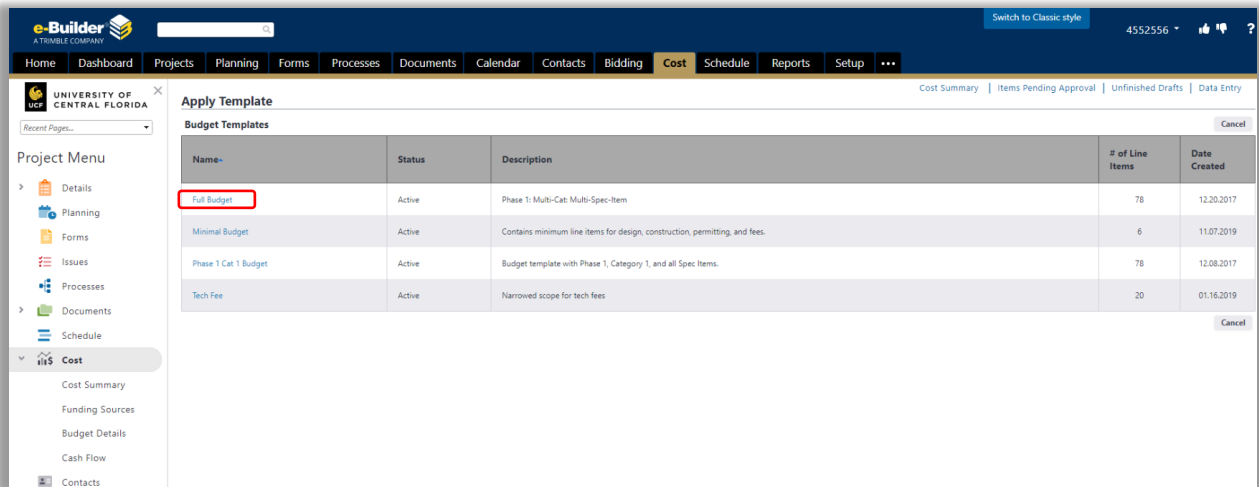 e-Builder
A TRIMBLE COMPANY
Switch to Classic style
4552556
?
Home Dashboard Projects Planning Forms Processes Documents Calendar Contacts Bidding Cost Schedule Reports Setup •••
UCF UNIVERSITY OF CENTRAL FLORIDA
Recent Pages...
Project Menu
Details
Planning
Forms
Issues
Processes
Documents
Schedule
Cost
Cost Summary
Funding Sources
Budget Details
Cash Flow
Contacts
Cost Summary | Items Pending Approval | Unfinished Drafts | Data Entry
Apply Template
Budget Templates Cancel
Name Status Description # of Line Items Date Created
Full Budget Active Phase 1: Multi-Cat: Multi-Spec-Item 78 12.20.2017
Minimal Budget Active Contains minimum line items for design, construction, permitting, and fees. 6 11.07.2019
Phase 1 Cat 1 Budget Active Budget template with Phase 1, Category 1, and all Spec Items. 78 12.08.2017
Tech Fee Active Narrowed scope for tech fees 20 01.16.2019
Cancel